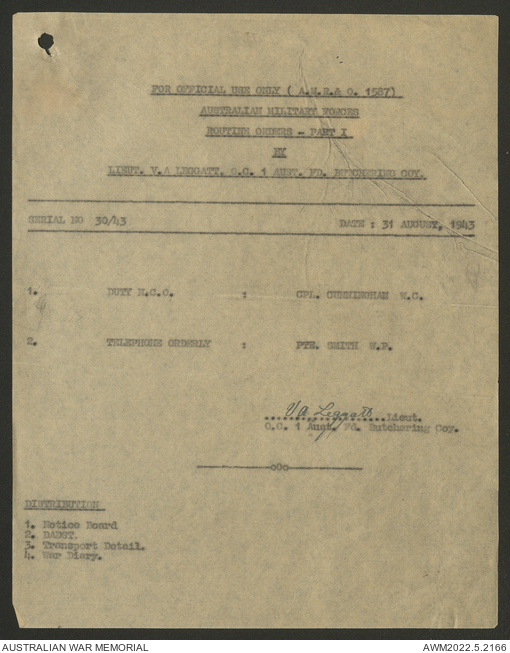 FOR OFFICIAL USE ONLY ( A.M.R.& O. 1587)
AUSTRALIAN MILITARY FORCES
ROUTINE ORDERS - PART I
BY
LIEUT. V.A LEGGATT. O.C. 1 AUST. FD. BUTCHERING COY.
SERIAL NO 30/43 DATE : 31 AUGUST, 1943
1. DUTY N.C.O. : CPL. CUNNINGHAM W.C.
2. TELEPHONE ORDERLY : PTE. SMITH W.P.
VA Leggatt Lieut.
O.C. 1 Aust. Fd. Butchering Coy.
oOo
DISTRIBUTION
1. Notice Board
2. DADST.
3. Transport Detail.
4. War Diary.
AUSTRALIAN WAR MEMORIAL AWM2022.5.2166